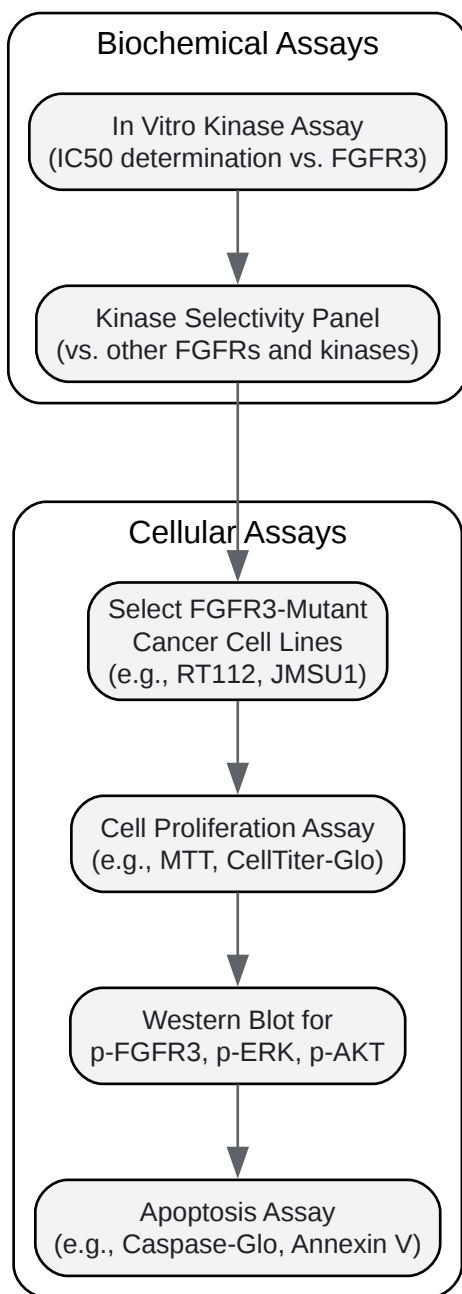 Biochemical Assays
In Vitro Kinase Assay
(IC50 determination vs. FGFR3)
Kinase Selectivity Panel
(vs. other FGFRs and kinases)
Cellular Assays
Select FGFR3-Mutant
Cancer Cell Lines
(e.g., RT112, JMSU1)
Cell Proliferation Assay
(e.g., MTT, CellTiter-Glo)
Western Blot for
p-FGFR3, p-ERK, p-AKT
Apoptosis Assay
(e.g., Caspase-Glo, Annexin V)